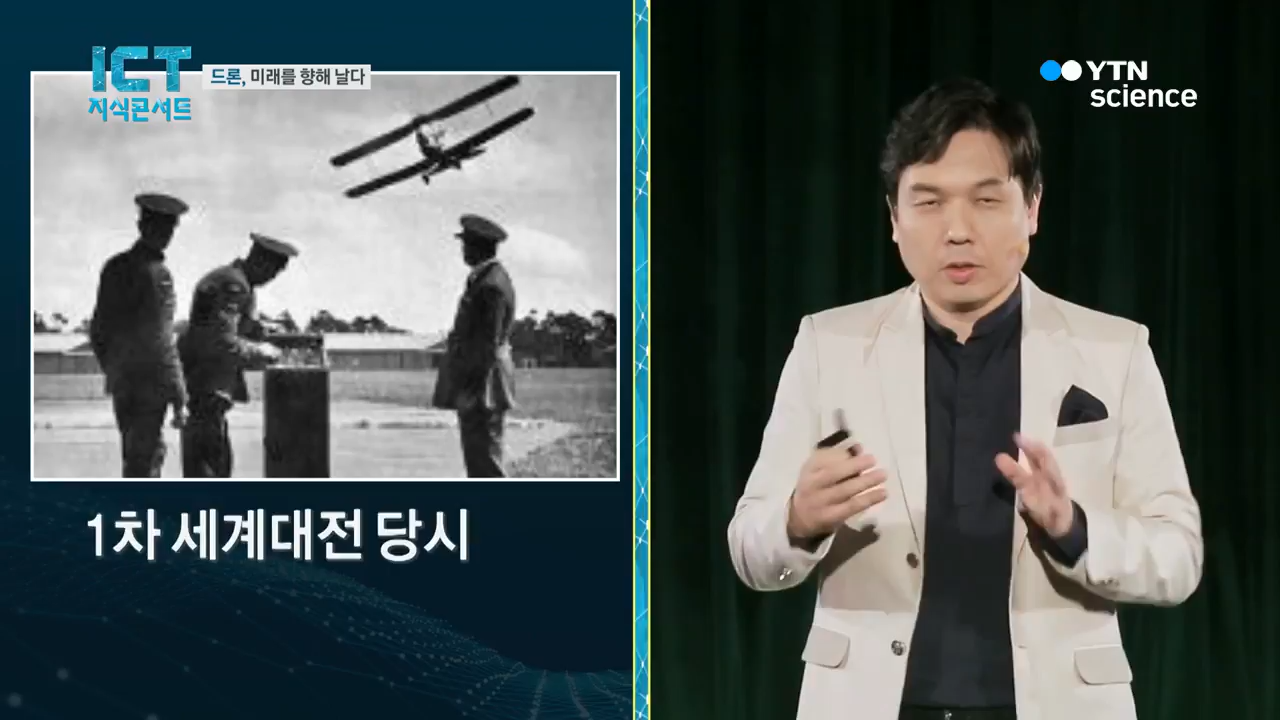 ICT
지식콘서트
드론, 미래를 향해 날다
YTN
science
1차 세계대전 당시